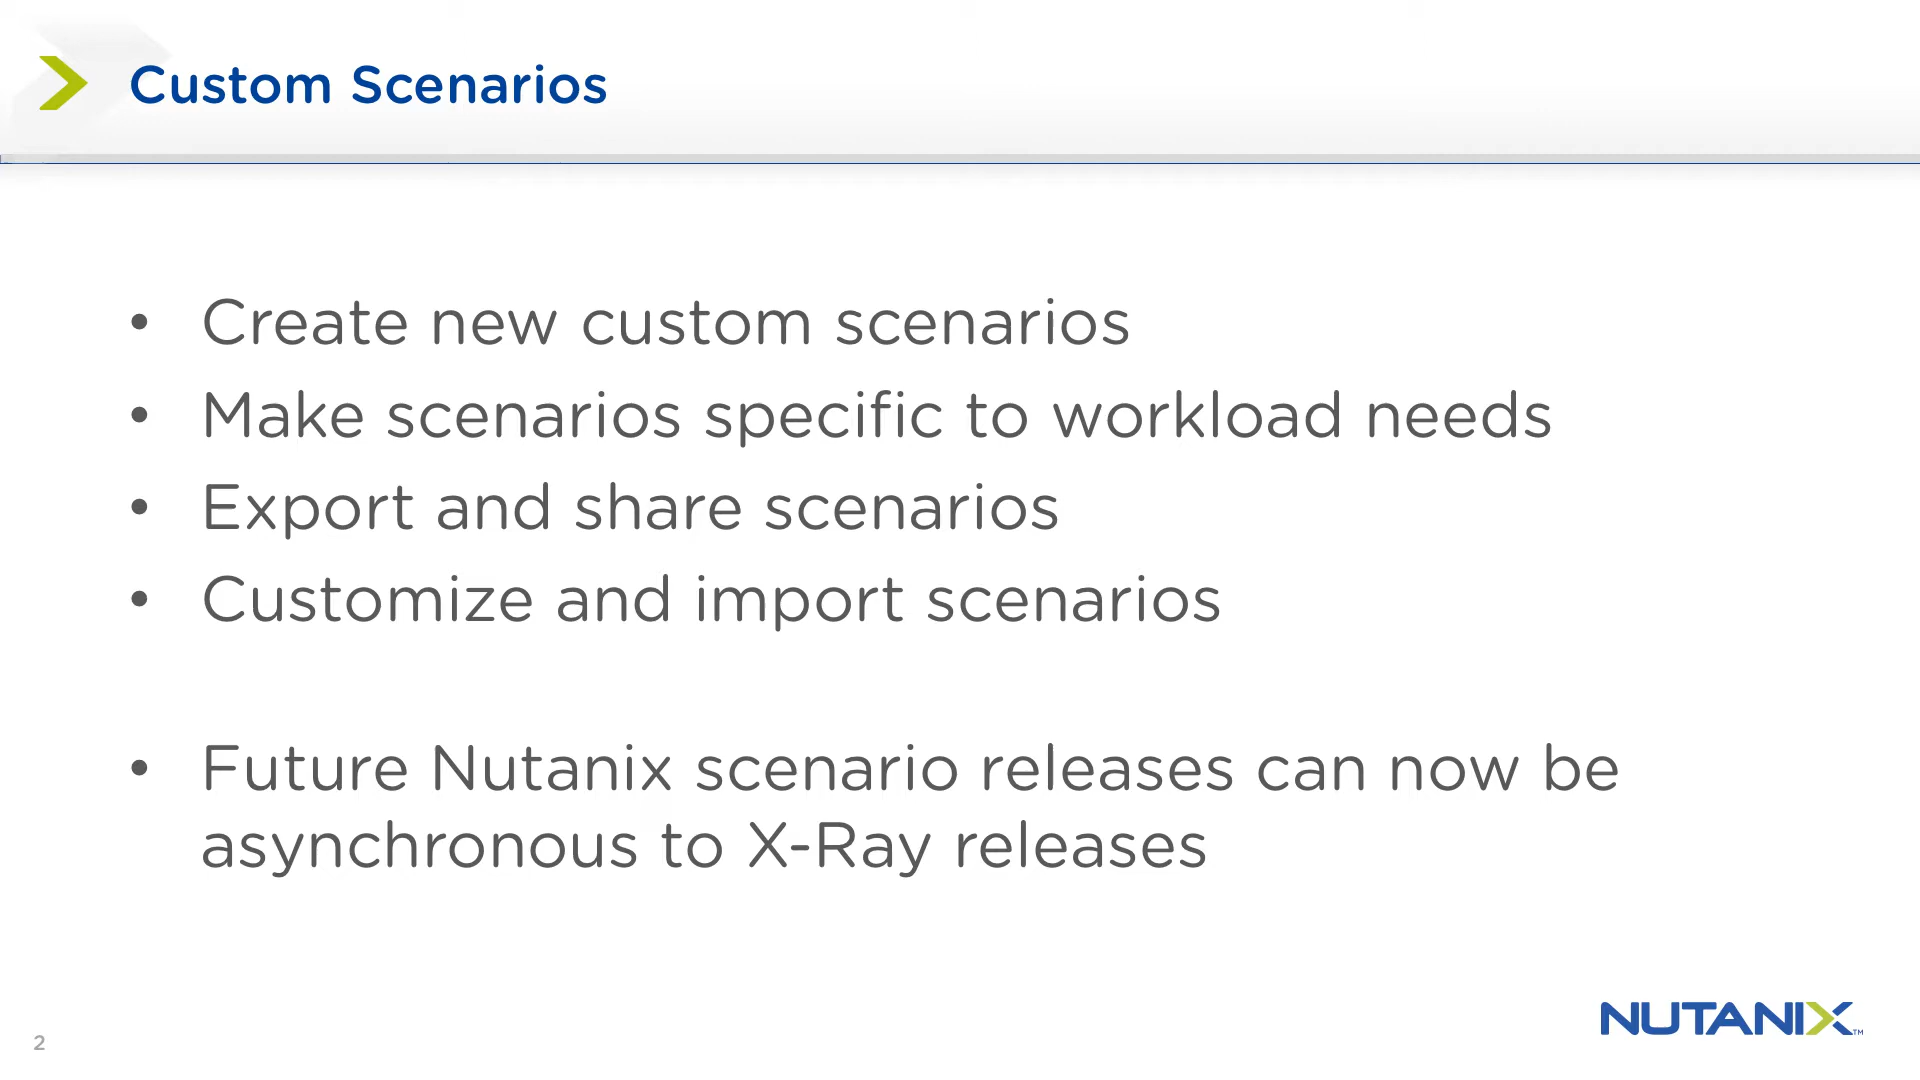 Custom Scenarios
• Create new custom scenarios
• Make scenarios specific to workload needs
• Export and share scenarios
• Customize and import scenarios
• Future Nutanix scenario releases can now be
asynchronous to X-Ray releases
NUTANIX™
2